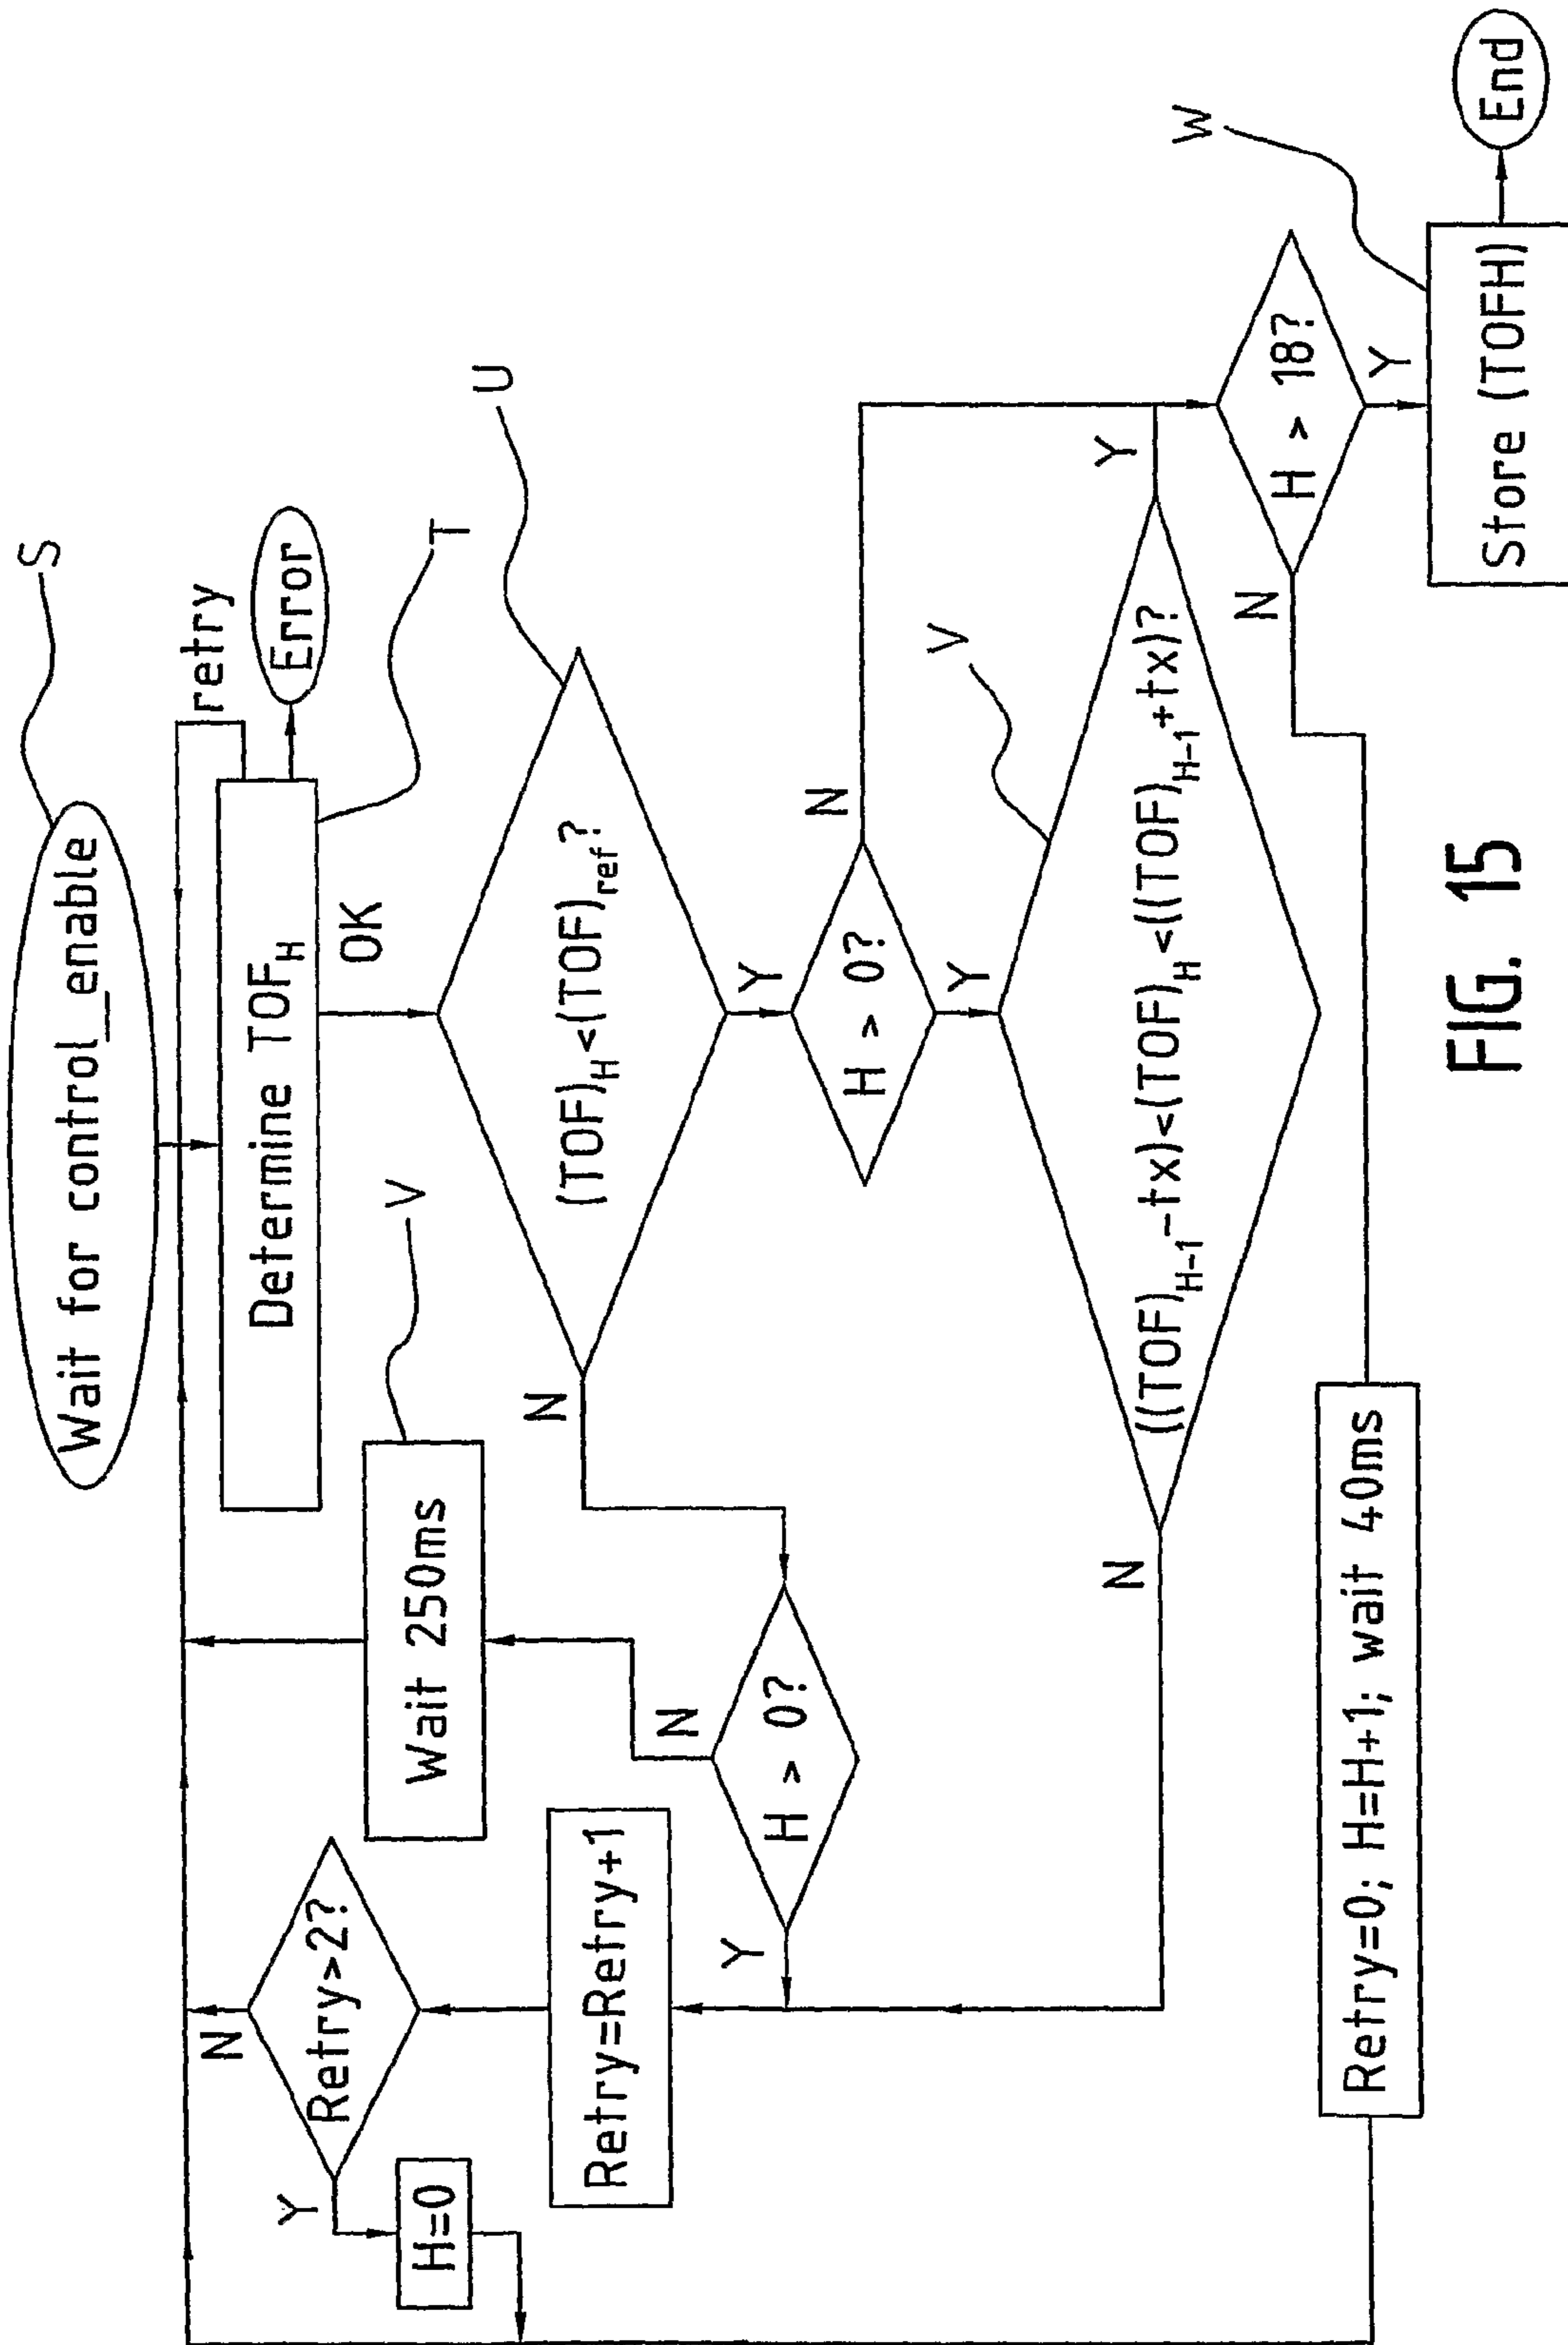 S
Wait for control_enable
retry
Determine TOF_H
Error
T
OK
U
(TOF)_H<(TOF)_ref?
N
Y
V
Wait 250ms
H > 0?
N
Y
H > 0?
N
Y
Retry>2?
N
Y
H=0
Retry=Retry+1
V
((TOF)_H-1-tx)<(TOF)_H<((TOF)_H-1+tx)?
N
Y
H > 18?
N
Y
W
Retry=0; H=H+1; wait 40ms
Store (TOFH)
End
FIG. 15